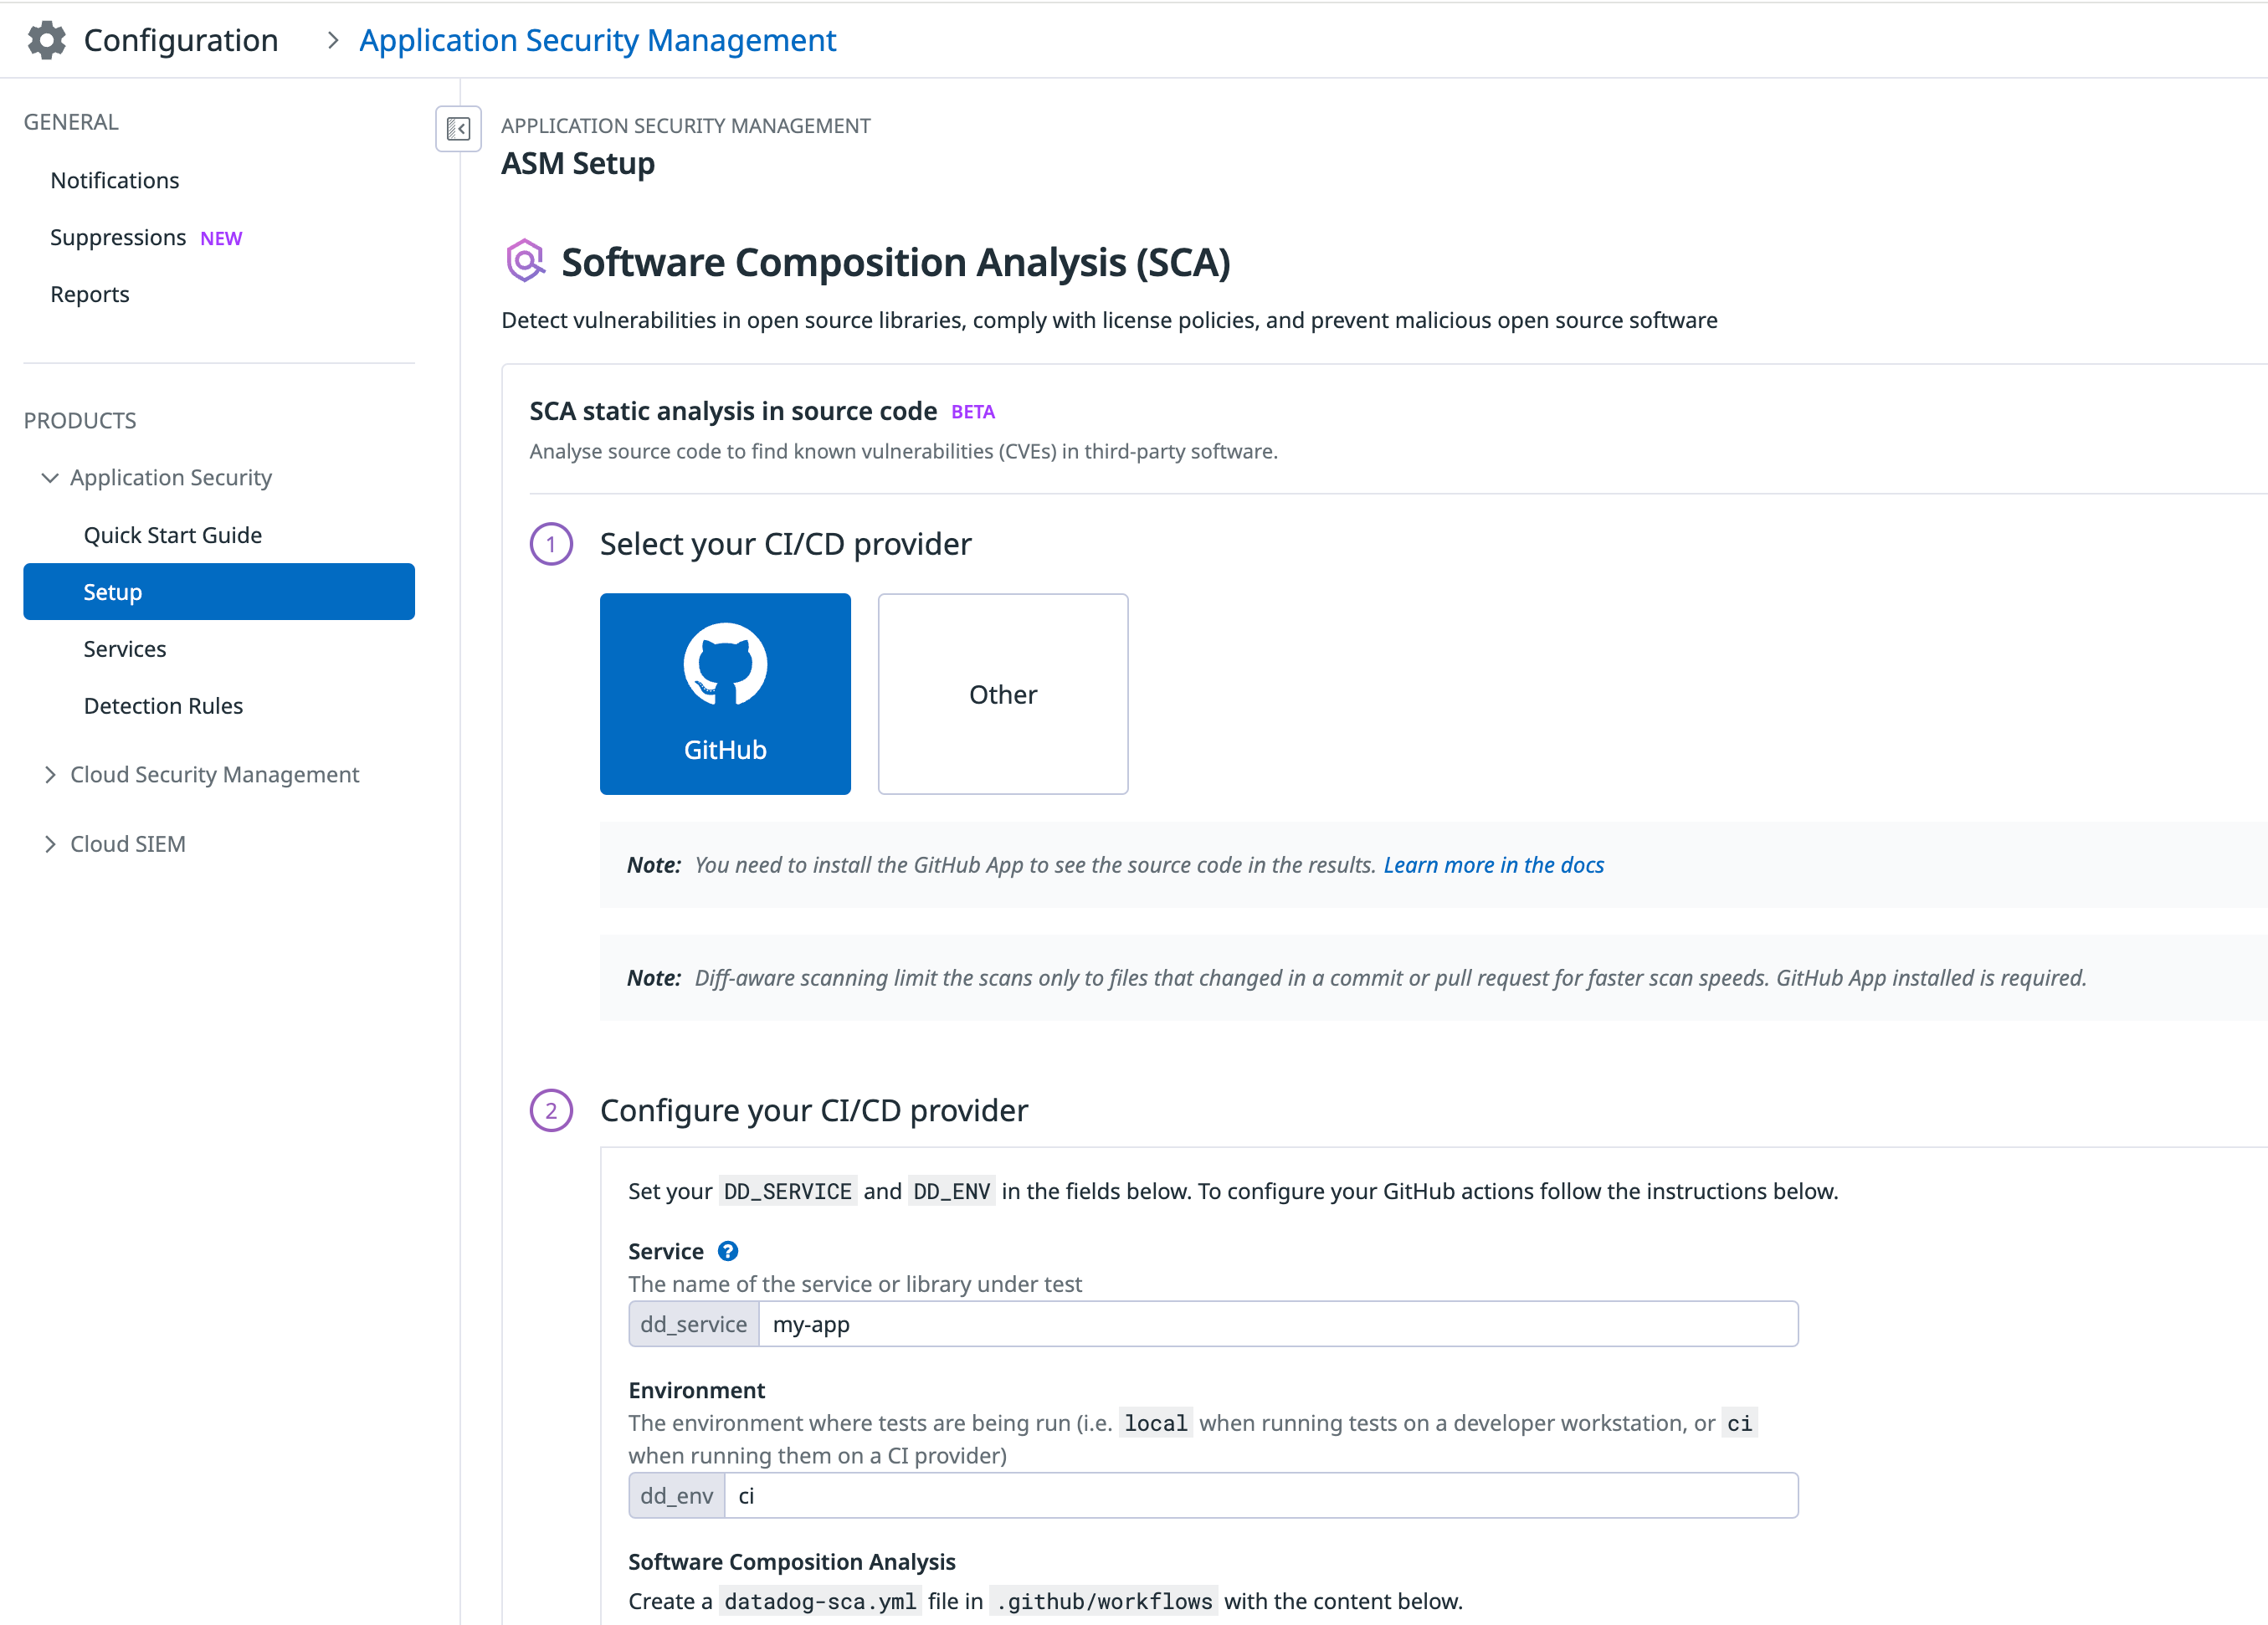 Configuration > Application Security Management
GENERAL
Notifications
Suppressions NEW
Reports
PRODUCTS
Application Security
Quick Start Guide
Setup
Services
Detection Rules
Cloud Security Management
Cloud SIEM
APPLICATION SECURITY MANAGEMENT
ASM Setup
Software Composition Analysis (SCA)
Detect vulnerabilities in open source libraries, comply with license policies, and prevent malicious open source software
SCA static analysis in source code BETA
Analyse source code to find known vulnerabilities (CVEs) in third-party software.
1 Select your CI/CD provider
GitHub
Other
Note: You need to install the GitHub App to see the source code in the results. Learn more in the docs
Note: Diff-aware scanning limit the scans only to files that changed in a commit or pull request for faster scan speeds. GitHub App installed is required.
2 Configure your CI/CD provider
Set your DD_SERVICE and DD_ENV in the fields below. To configure your GitHub actions follow the instructions below.
Service ?
The name of the service or library under test
dd_service my-app
Environment
The environment where tests are being run (i.e. local when running tests on a developer workstation, or ci
when running them on a CI provider)
dd_env ci
Software Composition Analysis
Create a datadog-sca.yml file in .github/workflows with the content below.